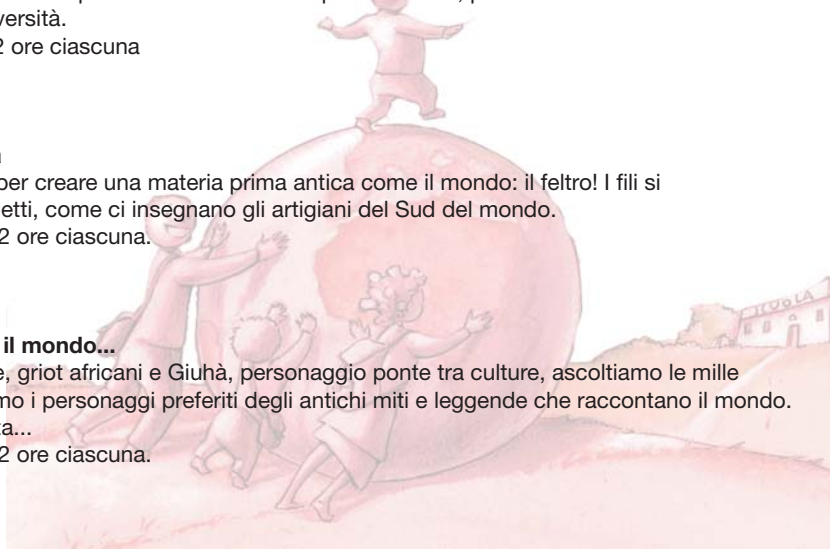 versità.
2 ore ciascuna
per creare una materia prima antica come il mondo: il feltro! I fili si
etti, come ci insegnano gli artigiani del Sud del mondo.
2 ore ciascuna.
il mondo...
e, griot africani e Giuhà, personaggio ponte tra culture, ascoltiamo le mille
mo i personaggi preferiti degli antichi miti e leggende che raccontano il mondo.
ta...
2 ore ciascuna.
SCUOLA